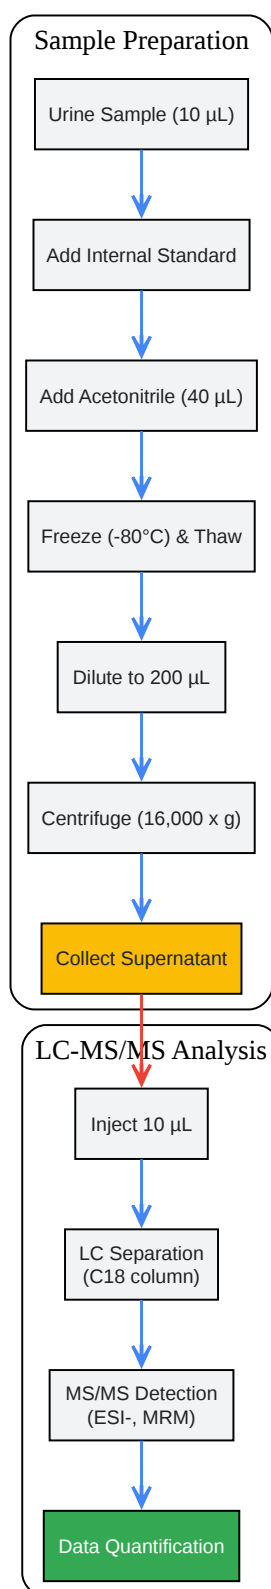 Sample Preparation
Urine Sample (10 µL)
Add Internal Standard
Add Acetonitrile (40 µL)
Freeze (-80°C) & Thaw
Dilute to 200 µL
Centrifuge (16,000 x g)
Collect Supernatant
LC-MS/MS Analysis
Inject 10 µL
LC Separation
(C18 column)
MS/MS Detection
(ESI-, MRM)
Data Quantification